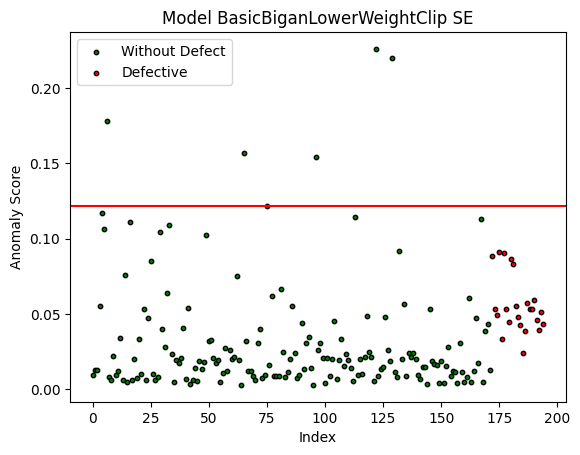 Model BasicBiganLowerWeightClip SE
Without Defect
Defective
Anomaly Score
0.20
0.15
0.10
0.05
0.00
0 25 50 75 100 125 150 175 200
Index